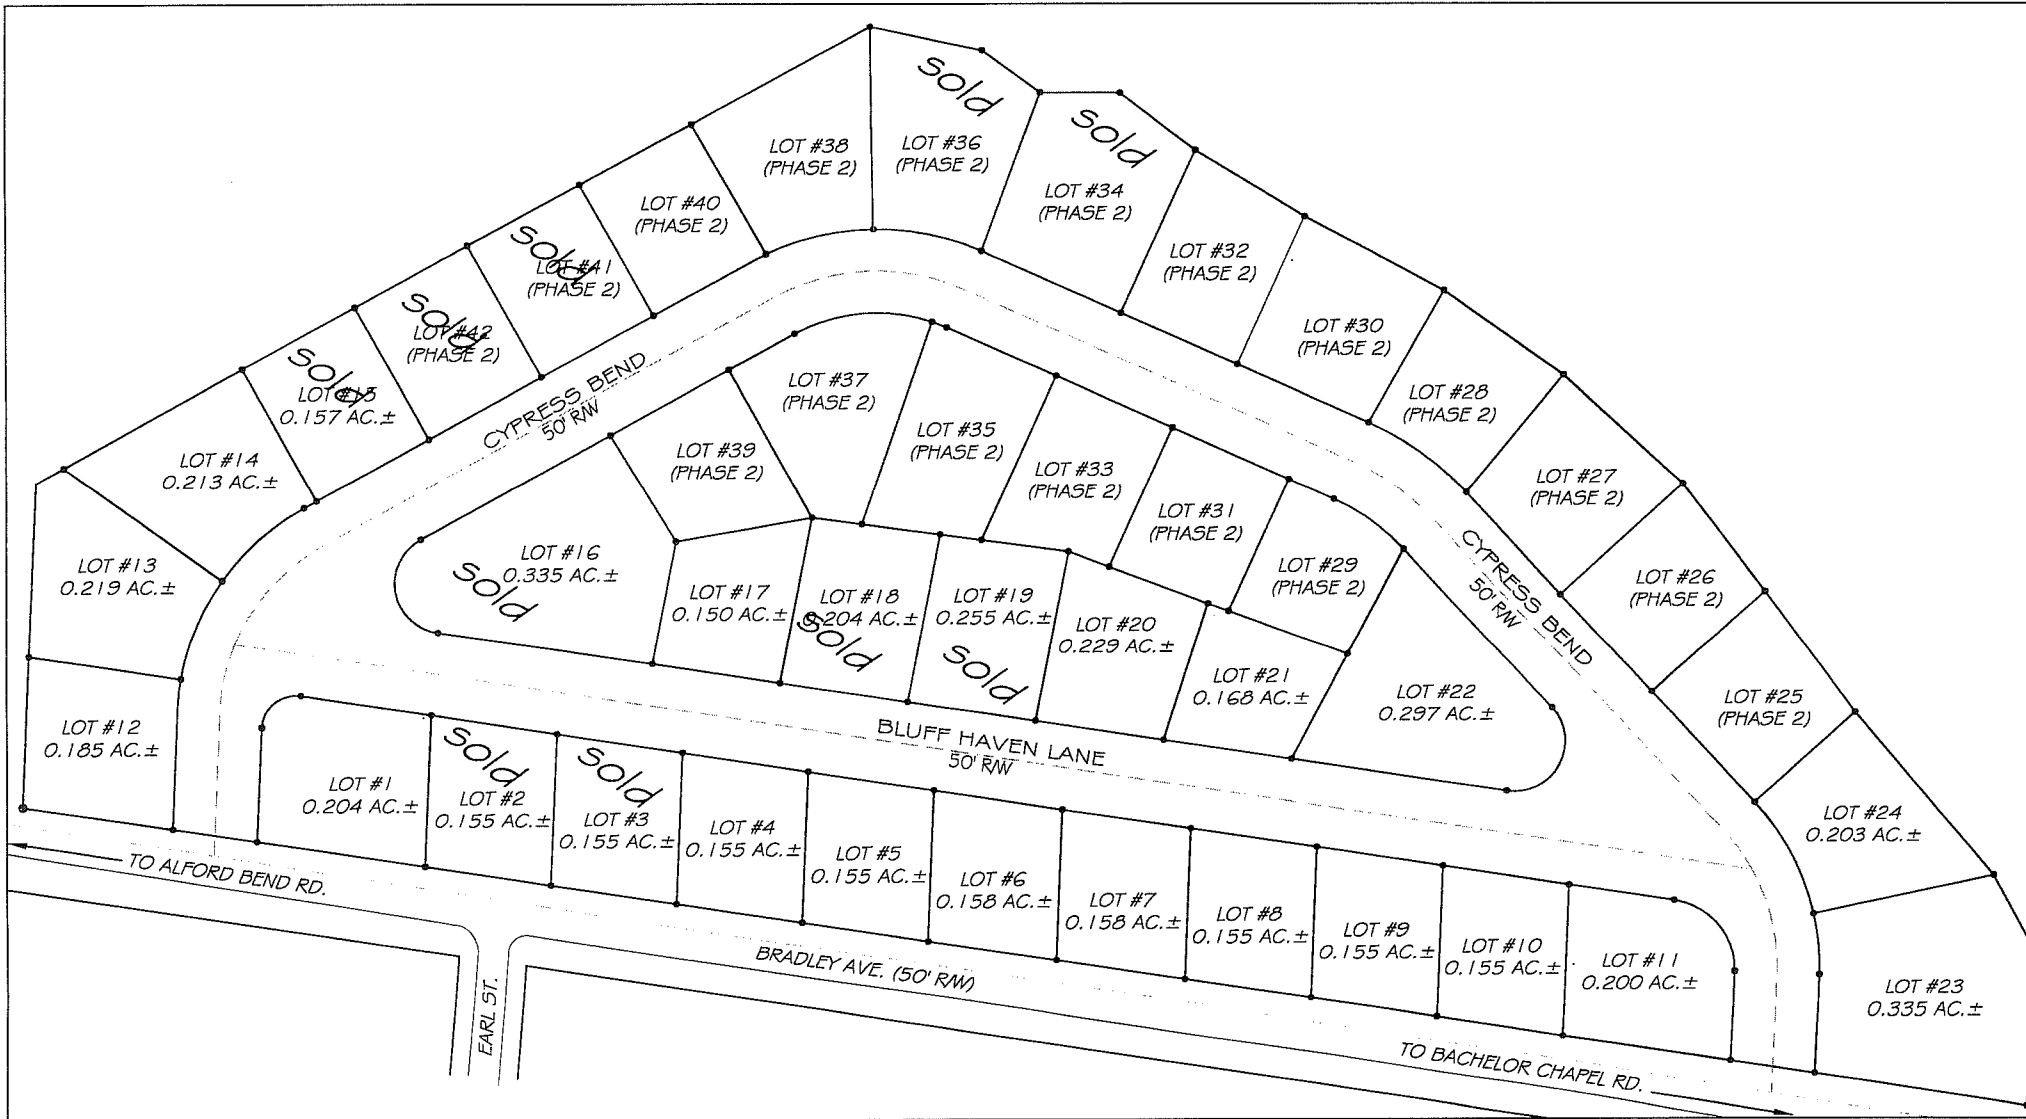 sold
sold
LOT #38
(PHASE 2)
LOT #36
(PHASE 2)
LOT #34
(PHASE 2)
LOT #40
(PHASE 2)
sold
LOT #41
(PHASE 2)
LOT #32
(PHASE 2)
sold
LOT #42
(PHASE 2)
LOT #30
(PHASE 2)
sold
LOT #15
0.157 AC.±
CYPRESS BEND
50' R/W
LOT #37
(PHASE 2)
LOT #28
(PHASE 2)
LOT #14
0.213 AC.±
LOT #39
(PHASE 2)
LOT #35
(PHASE 2)
LOT #33
(PHASE 2)
LOT #31
(PHASE 2)
LOT #27
(PHASE 2)
LOT #13
0.219 AC.±
LOT #16
0.335 AC.±
sold
LOT #17
0.150 AC.±
LOT #18
0.204 AC.±
sold
LOT #19
0.255 AC.±
sold
LOT #20
0.229 AC.±
LOT #29
(PHASE 2)
CYPRESS BEND
50' R/W
LOT #26
(PHASE 2)
LOT #21
0.168 AC.±
LOT #22
0.297 AC.±
LOT #25
(PHASE 2)
LOT #12
0.185 AC.±
BLUFF HAVEN LANE
50' R/W
LOT #1
0.204 AC.±
sold
LOT #2
0.155 AC.±
sold
LOT #3
0.155 AC.±
LOT #4
0.155 AC.±
LOT #5
0.155 AC.±
LOT #6
0.158 AC.±
LOT #7
0.158 AC.±
LOT #8
0.155 AC.±
LOT #9
0.155 AC.±
LOT #10
0.155 AC.±
LOT #11
0.200 AC.±
LOT #24
0.203 AC.±
LOT #23
0.335 AC.±
TO ALFORD BEND RD.
EARL ST.
BRADLEY AVE. (50' R/W)
TO BACHELOR CHAPEL RD.